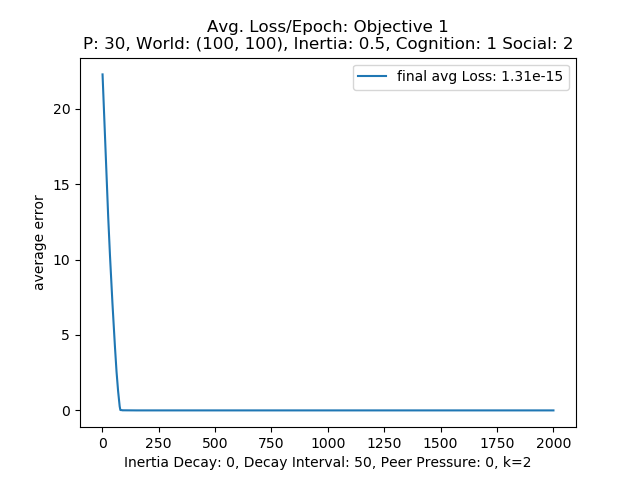 Avg. Loss/Epoch: Objective 1
P: 30, World: (100, 100), Inertia: 0.5, Cognition: 1 Social: 2
final avg Loss: 1.31e-15
20
15
10
5
0
average error
0 250 500 750 1000 1250 1500 1750 2000
Inertia Decay: 0, Decay Interval: 50, Peer Pressure: 0, k=2